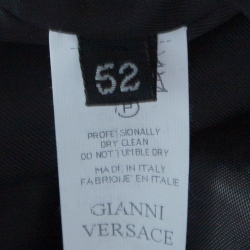 52
P
PROFESSIONALLY
DRY CLEAN
DO NOT TUMBLE DRY
MADE IN ITALY
FABRIQUE EN ITALIE
GIANNI
VERSACE